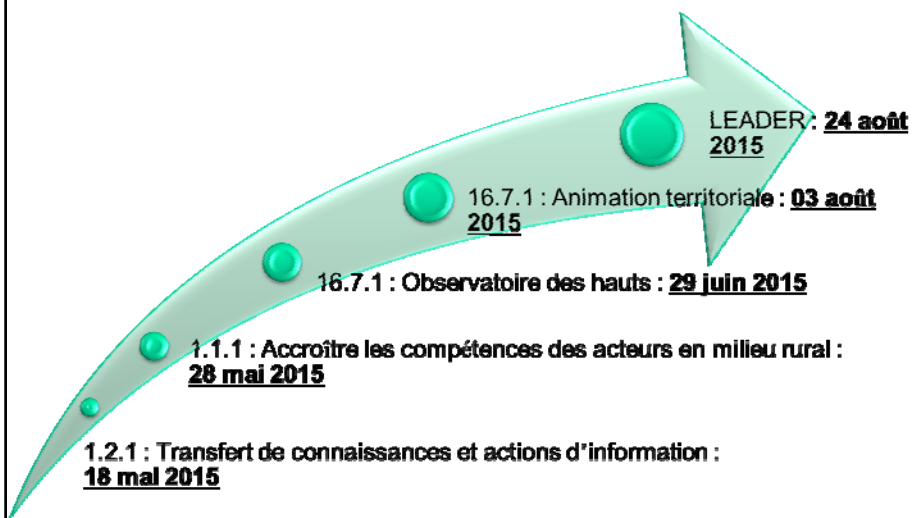 LEADER : 24 août
2015
16.7.1 : Animation territoriale : 03 août
2015
16.7.1 : Observatoire des hauts : 29 juin 2015
1.1.1 : Accroître les compétences des acteurs en milieu rural :
28 mai 2015
1.2.1 : Transfert de connaissances et actions d'information :
18 mai 2015